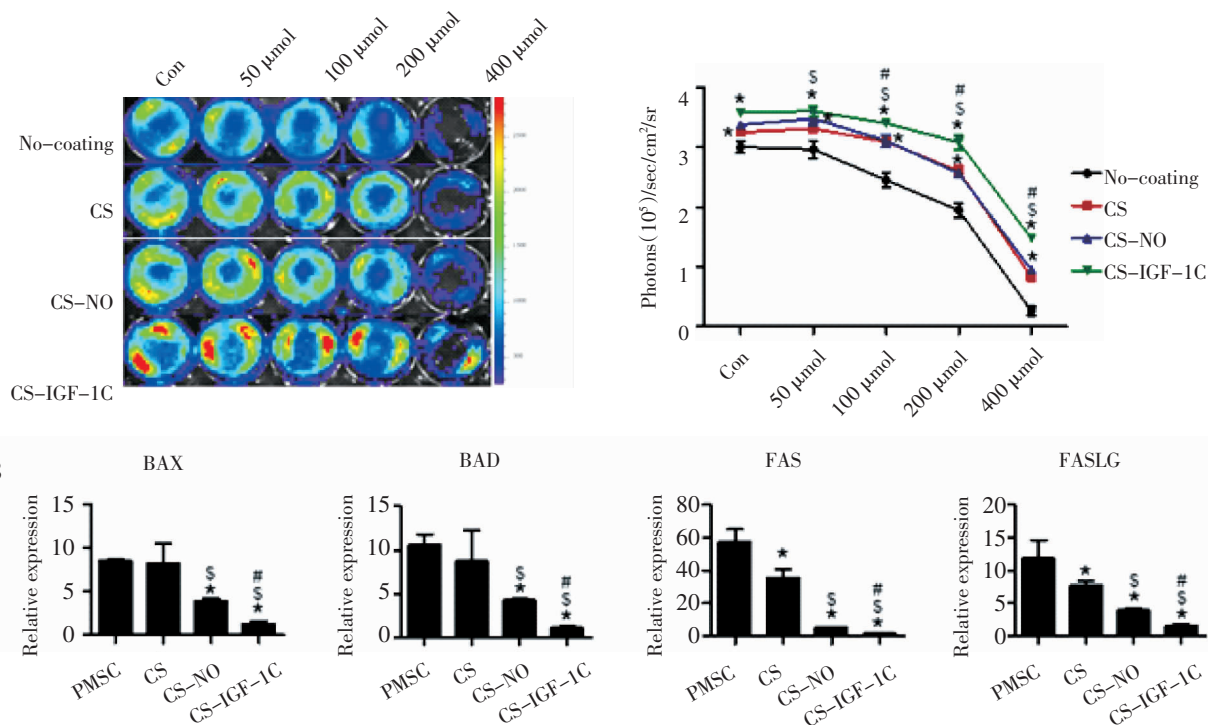 Con
50 μmol
100 μmol
200 μmol
400 μmol
No-coating
CS
CS-NO
CS-IGF-1C
2500
2000
1500
1000
500
Photons(10⁵)/sec/cm²/sr
4
3
2
1
0
★
$
★
#
$
★
#
$
★
#
$
★
★
★
★
★
★
Con
50 μmol
100 μmol
200 μmol
400 μmol
No-coating
CS
CS-NO
CS-IGF-1C
BAX
Relative expression
15
10
5
0
$
★
#
$
★
PMSC
CS
CS-NO
CS-IGF-1C
BAD
Relative expression
15
10
5
0
$
★
#
$
★
PMSC
CS
CS-NO
CS-IGF-1C
FAS
Relative expression
80
60
40
20
0
★
$
★
#
$
★
PMSC
CS
CS-NO
CS-IGF-1C
FASLG
Relative expression
20
15
10
5
0
★
$
★
#
$
★
PMSC
CS
CS-NO
CS-IGF-1C